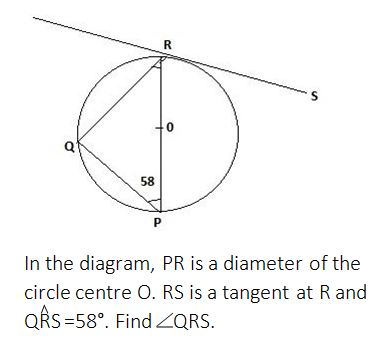 R
S
0
Q
58
P
In the diagram, PR is a diameter of the
circle centre O. RS is a tangent at R and
QR̂S=58°. Find ∠QRS.